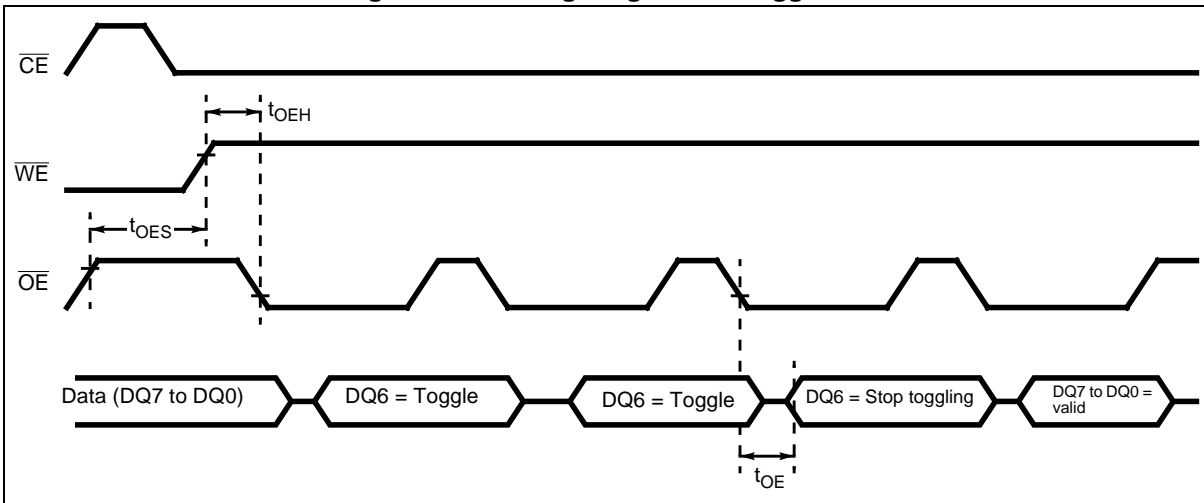 CE
tOEH
WE
tOES
OE
Data (DQ7 to DQ0)
DQ6 = Toggle
DQ6 = Toggle
DQ6 = Stop toggling
DQ7 to DQ0 =
valid
tOE